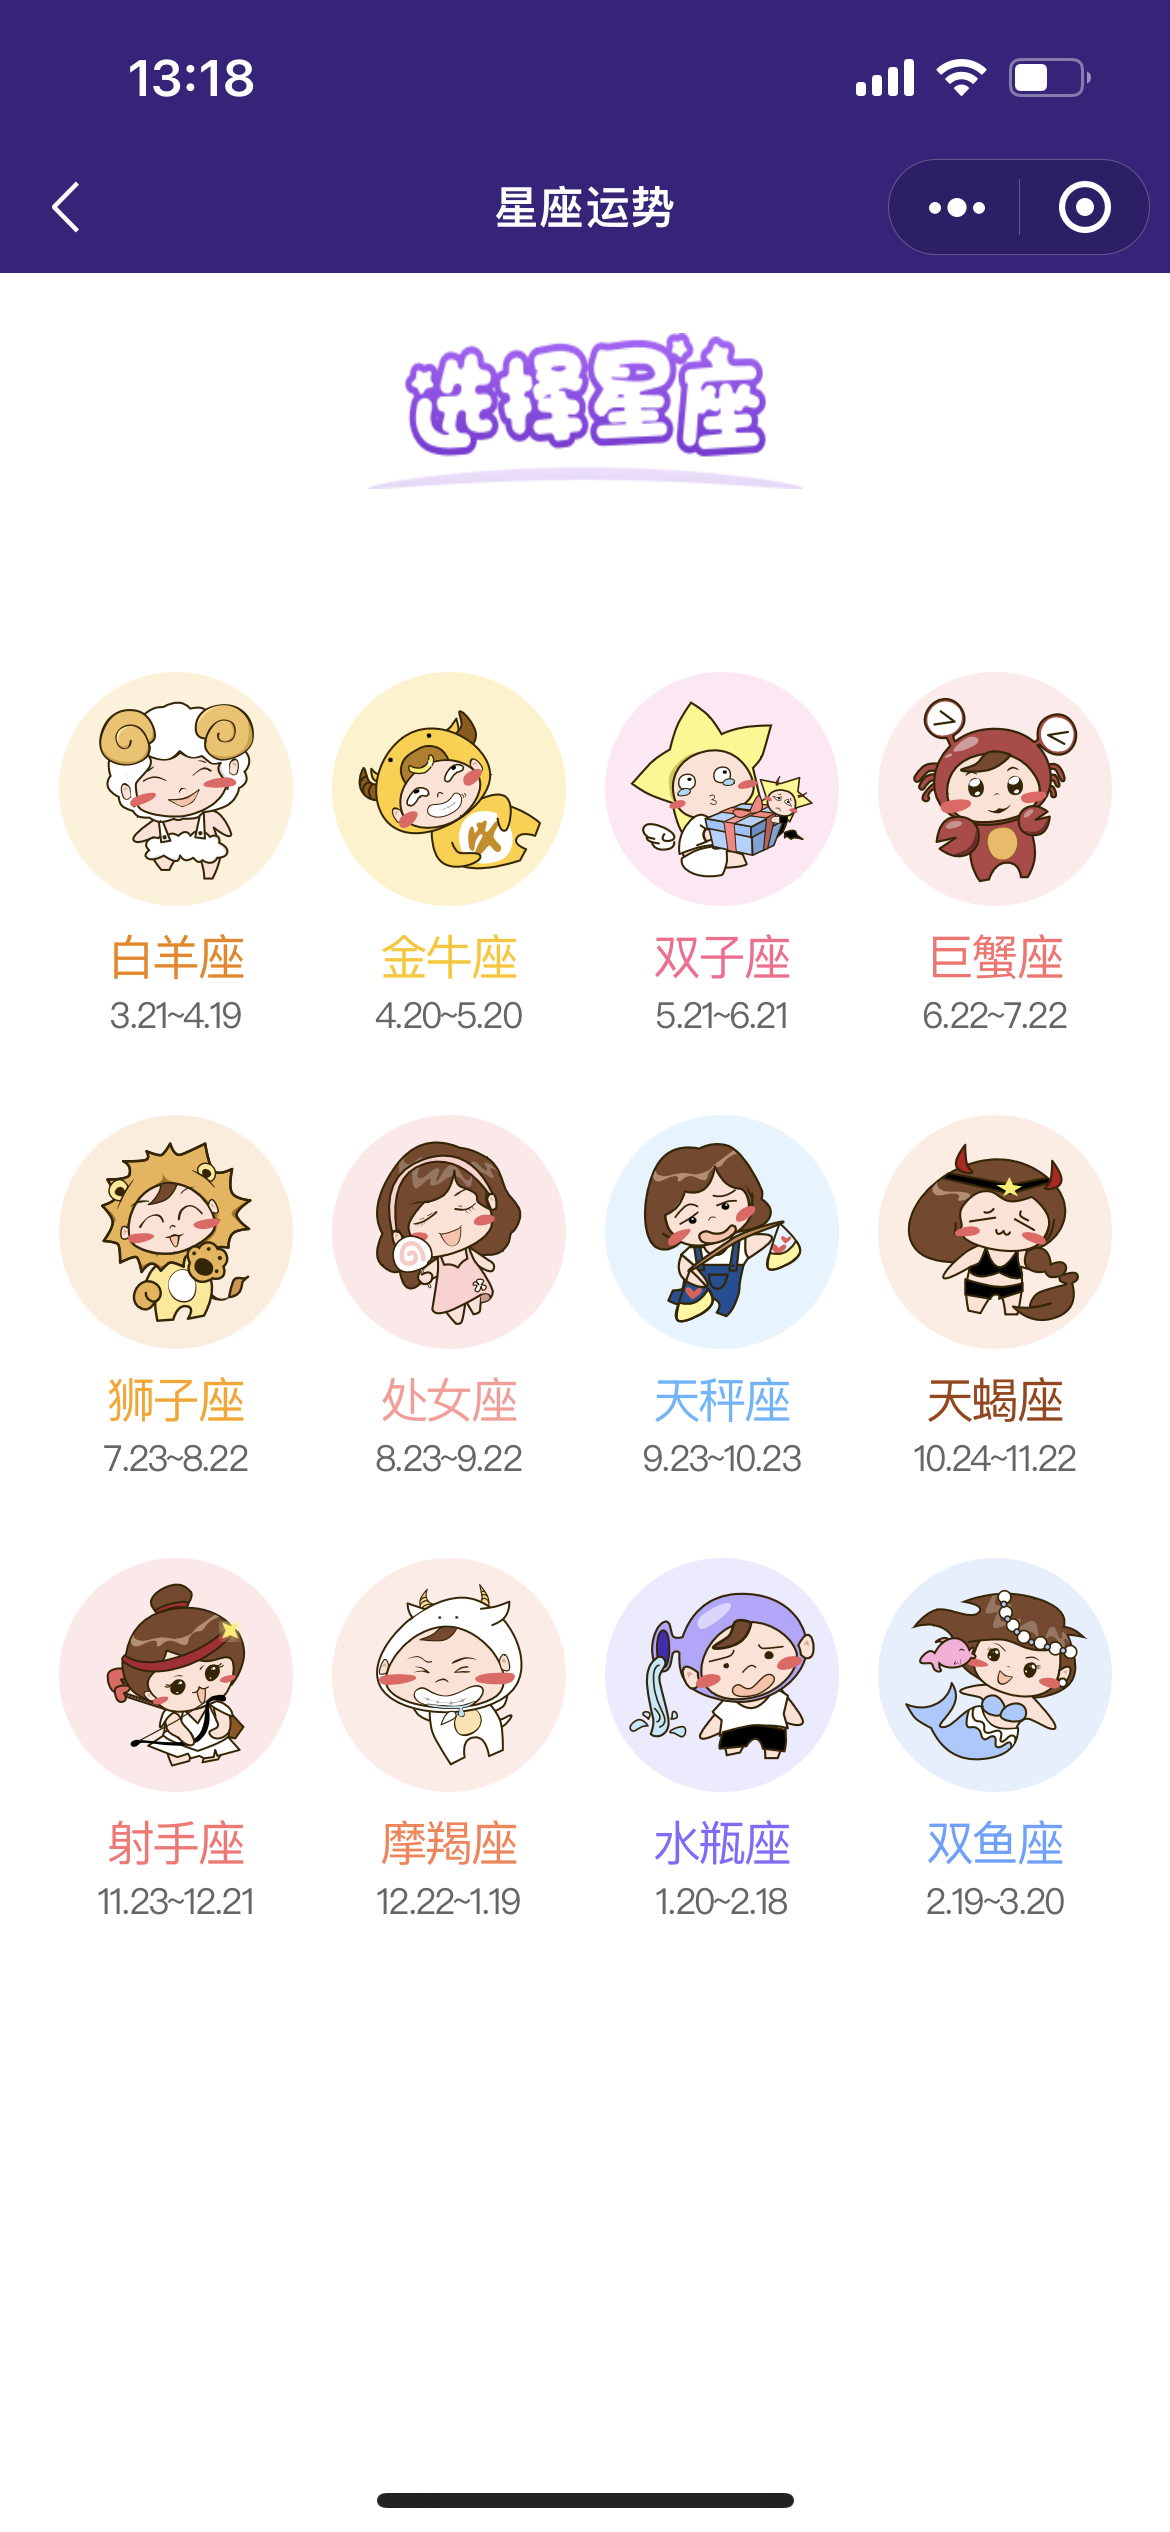 13:18
星座运势
选择星座
白羊座 金牛座 双子座 巨蟹座
3.21~4.19 4.20~5.20 5.21~6.21 6.22~7.22
狮子座 处女座 天秤座 天蝎座
7.23~8.22 8.23~9.22 9.23~10.23 10.24~11.22
射手座 摩羯座 水瓶座 双鱼座
11.23~12.21 12.22~1.19 1.20~2.18 2.19~3.20